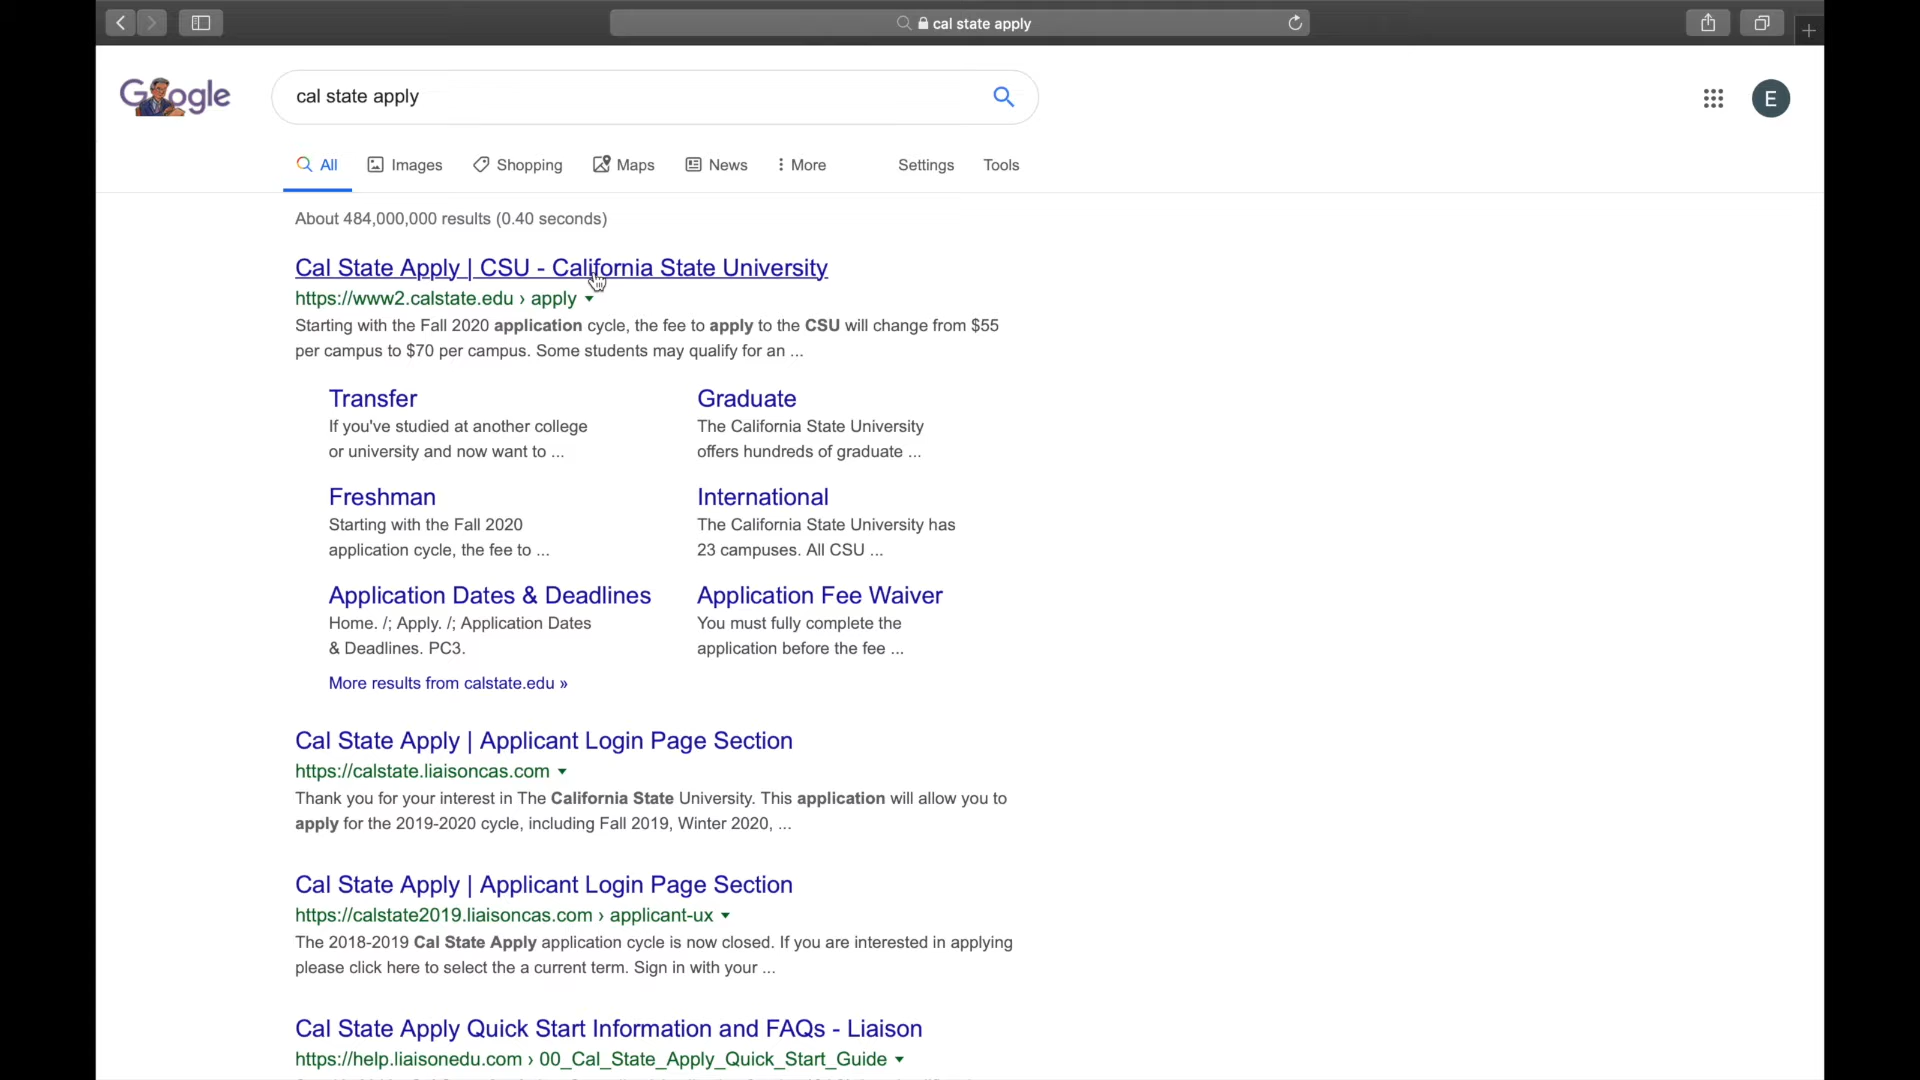 cal state apply
Google
cal state apply
E
All Images Shopping Maps News More Settings Tools
About 484,000,000 results (0.40 seconds)
Cal State Apply | CSU - California State University
https://www2.calstate.edu › apply
Starting with the Fall 2020 application cycle, the fee to apply to the CSU will change from $55
per campus to $70 per campus. Some students may qualify for an ...
Transfer
If you've studied at another college
or university and now want to ...
Graduate
The California State University
offers hundreds of graduate ...
Freshman
Starting with the Fall 2020
application cycle, the fee to ...
International
The California State University has
23 campuses. All CSU ...
Application Dates & Deadlines
Home. /; Apply. /; Application Dates
& Deadlines. PC3.
Application Fee Waiver
You must fully complete the
application before the fee ...
More results from calstate.edu »
Cal State Apply | Applicant Login Page Section
https://calstate.liaisoncas.com
Thank you for your interest in The California State University. This application will allow you to
apply for the 2019-2020 cycle, including Fall 2019, Winter 2020, ...
Cal State Apply | Applicant Login Page Section
https://calstate2019.liaisoncas.com › applicant-ux
The 2018-2019 Cal State Apply application cycle is now closed. If you are interested in applying
please click here to select the a current term. Sign in with your ...
Cal State Apply Quick Start Information and FAQs - Liaison
https://help.liaisonedu.com › 00_Cal_State_Apply_Quick_Start_Guide